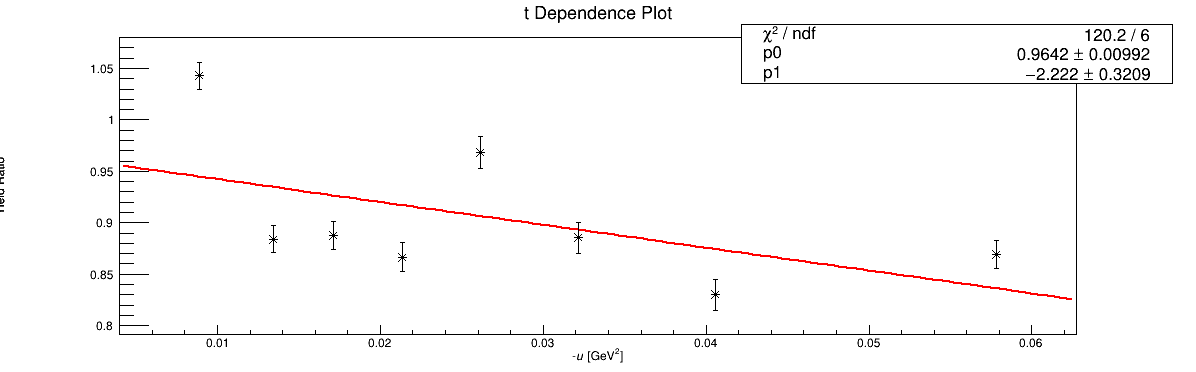 t Dependence Plot
χ² / ndf 120.2 / 6
p0 0.9642 ± 0.00992
p1 −2.222 ± 0.3209
1.05
1
0.95
0.9
0.85
0.8
0.01 0.02 0.03 0.04 0.05 0.06
-u [GeV²]
Ratio